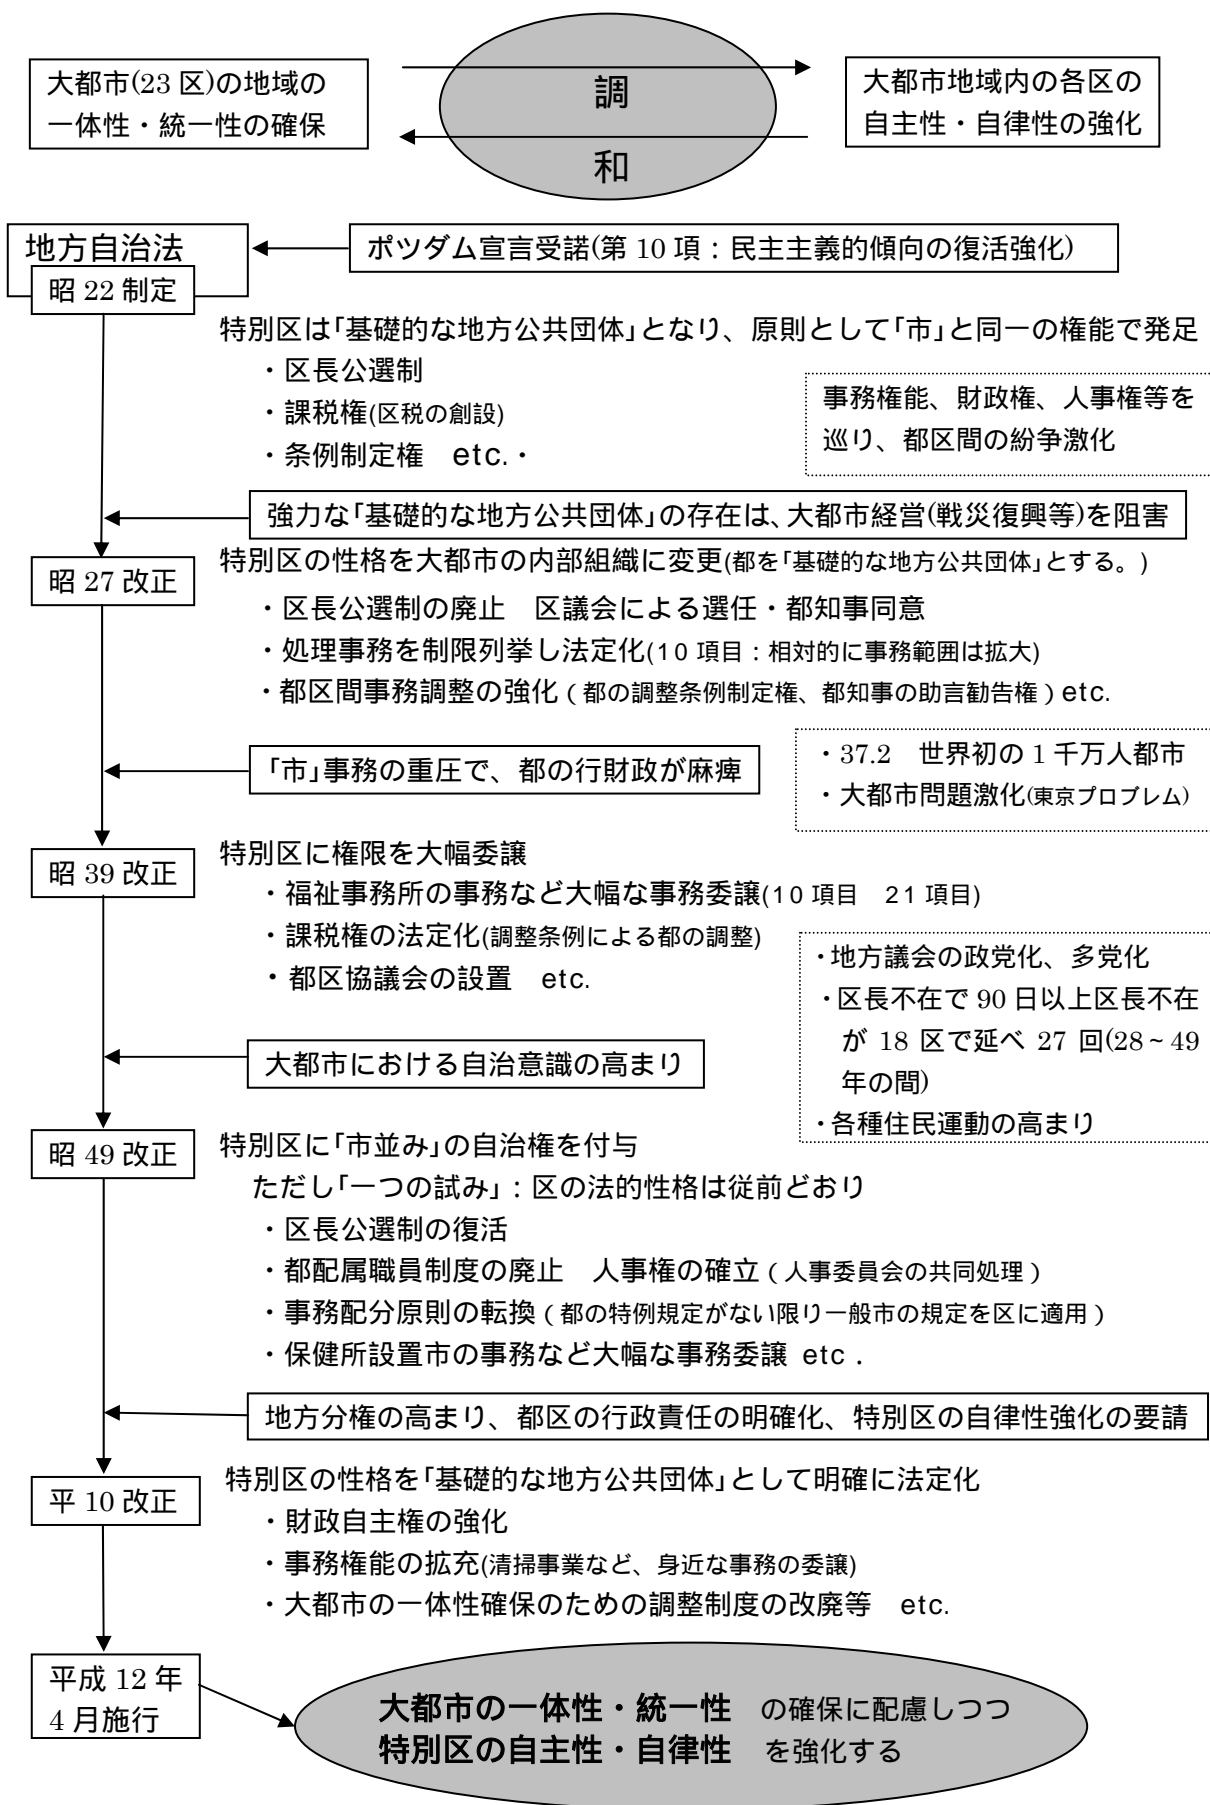 大都市(23 区)の地域の
一体性・統一性の確保
調
和
大都市地域内の各区の
自主性・自律性の強化
地方自治法
昭 22 制定
ポツダム宣言受諾(第 10 項：民主主義的傾向の復活強化)
特別区は｢基礎的な地方公共団体｣となり、原則として｢市｣と同一の権能で発足
・区長公選制
・課税権(区税の創設)
・条例制定権　etc.・
事務権能、財政権、人事権等を
巡り、都区間の紛争激化
強力な｢基礎的な地方公共団体｣の存在は、大都市経営(戦災復興等)を阻害
昭 27 改正
特別区の性格を大都市の内部組織に変更(都を｢基礎的な地方公共団体｣とする。)
・区長公選制の廃止　区議会による選任・都知事同意
・処理事務を制限列挙し法定化(10 項目：相対的に事務範囲は拡大)
・都区間事務調整の強化（都の調整条例制定権、都知事の助言勧告権）etc.
｢市｣事務の重圧で、都の行財政が麻痺
・37.2　世界初の 1 千万人都市
・大都市問題激化(東京プロブレム)
昭 39 改正
特別区に権限を大幅委譲
・福祉事務所の事務など大幅な事務委譲(10 項目　21 項目)
・課税権の法定化(調整条例による都の調整)
・都区協議会の設置　etc.
・地方議会の政党化、多党化
・区長不在で 90 日以上区長不在
が 18 区で延べ 27 回(28～49
年の間)
・各種住民運動の高まり
大都市における自治意識の高まり
昭 49 改正
特別区に｢市並み｣の自治権を付与
ただし｢一つの試み｣：区の法的性格は従前どおり
・区長公選制の復活
・都配属職員制度の廃止　人事権の確立（人事委員会の共同処理）
・事務配分原則の転換（都の特例規定がない限り一般市の規定を区に適用）
・保健所設置市の事務など大幅な事務委譲 etc．
地方分権の高まり、都区の行政責任の明確化、特別区の自律性強化の要請
平 10 改正
特別区の性格を｢基礎的な地方公共団体｣として明確に法定化
・財政自主権の強化
・事務権能の拡充(清掃事業など、身近な事務の委譲)
・大都市の一体性確保のための調整制度の改廃等　etc.
平成 12 年
4 月施行
大都市の一体性・統一性　の確保に配慮しつつ
特別区の自主性・自律性　を強化する